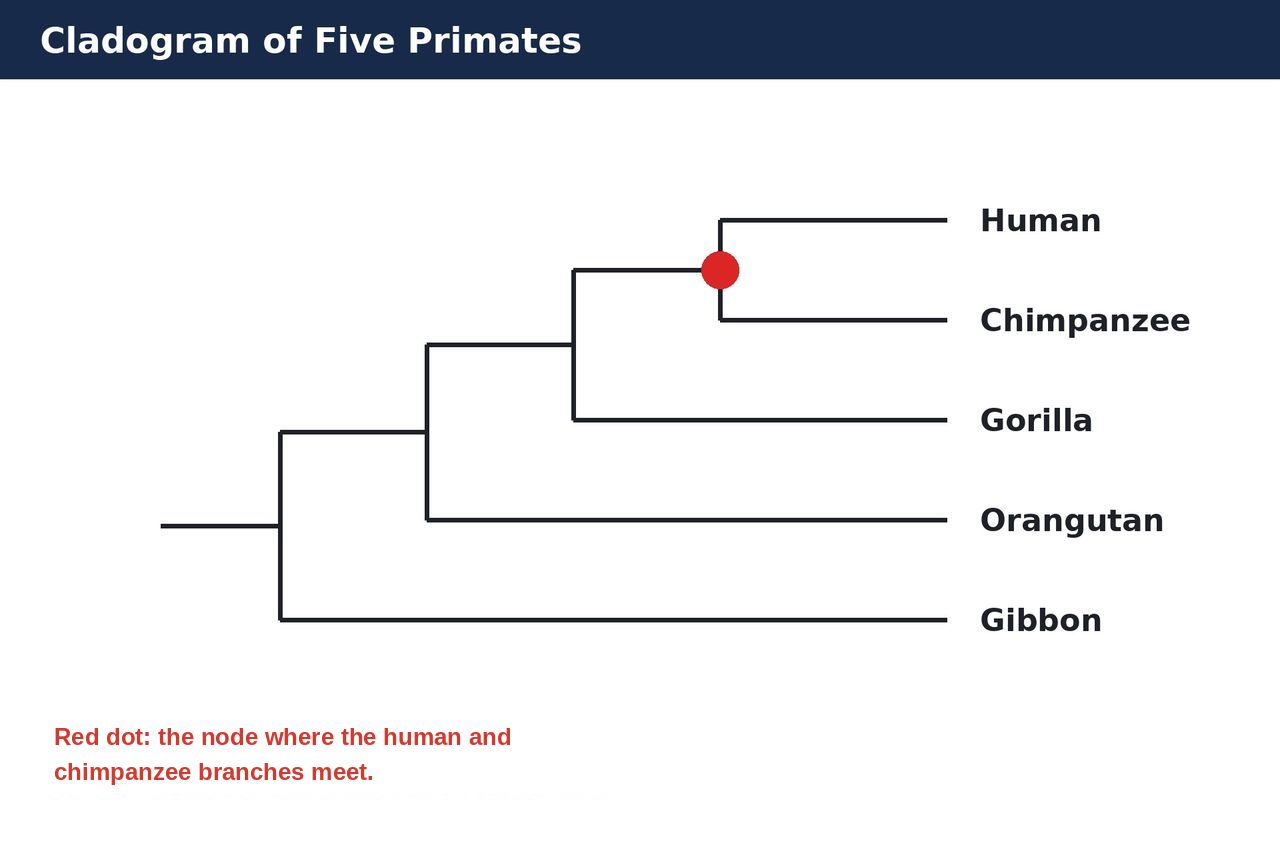 Cladogram of Five Primates
Human
Chimpanzee
Gorilla
Orangutan
Gibbon
Red dot: the node where the human and
chimpanzee branches meet.